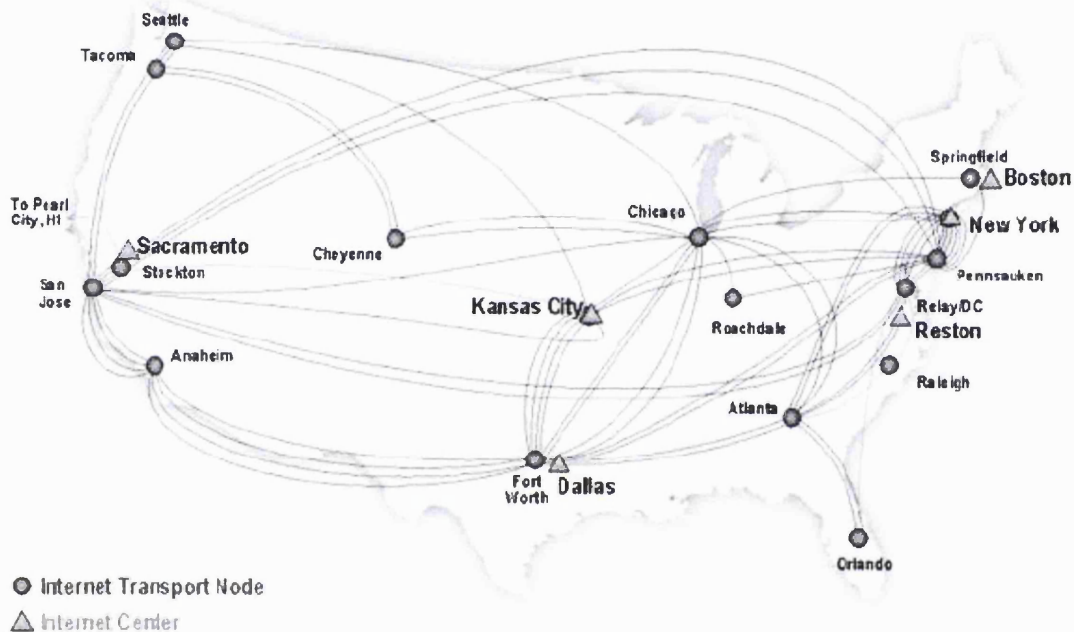 Seattle
Tacoma
Springfield
Boston
To Pearl
City, HI
Chicago
New York
Sacramento
Cheyenne
Stockton
Pennsauken
San
Jose
Kansas City
Relay/DC
Roachdale
Reston
Anaheim
Raleigh
Atlanta
Fort
Worth
Dallas
Orlando
Internet Transport Node
Internet Center